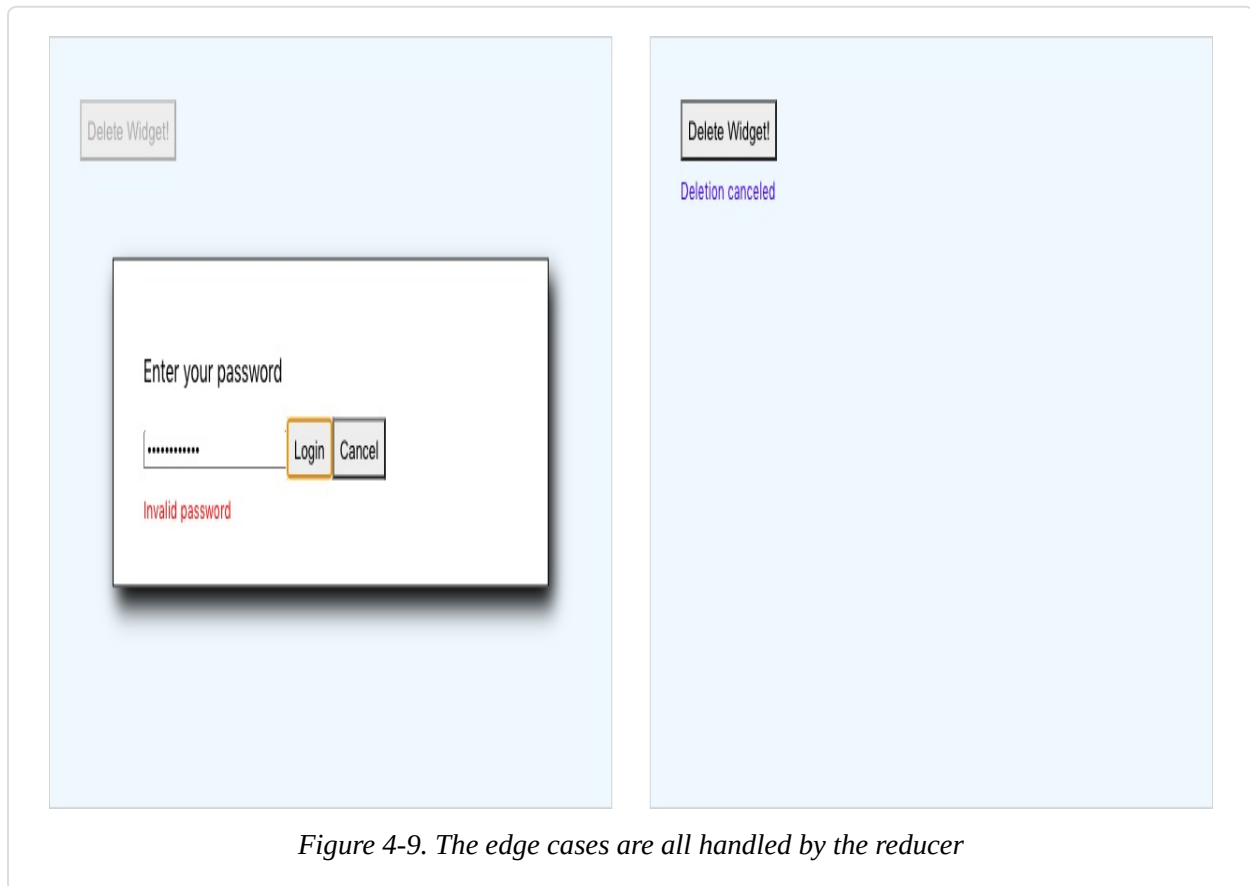 Delete Widget!
Enter your password
••••••••••••
Login Cancel
Invalid password
Delete Widget!
Deletion canceled
Figure 4-9. The edge cases are all handled by the reducer